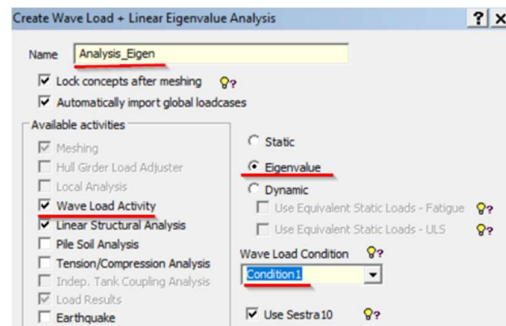 Create Wave Load + Linear Eigenvalue Analysis ? x
Name Analysis_Eigen
Lock concepts after meshing ?
Automatically import global loadcases
Available activities
Meshing
Hull Girder Load Adjuster
Local Analysis
Wave Load Activity
Linear Structural Analysis
Pile Soil Analysis
Tension/Compression Analysis
Indep. Tank Coupling Analysis
Load Results
Earthquake
Static
Eigenvalue
Dynamic
Use Equivalent Static Loads - Fatigue ?
Use Equivalent Static Loads - ULS ?
Wave Load Condition ?
Condition1
Use Sestra10 ?